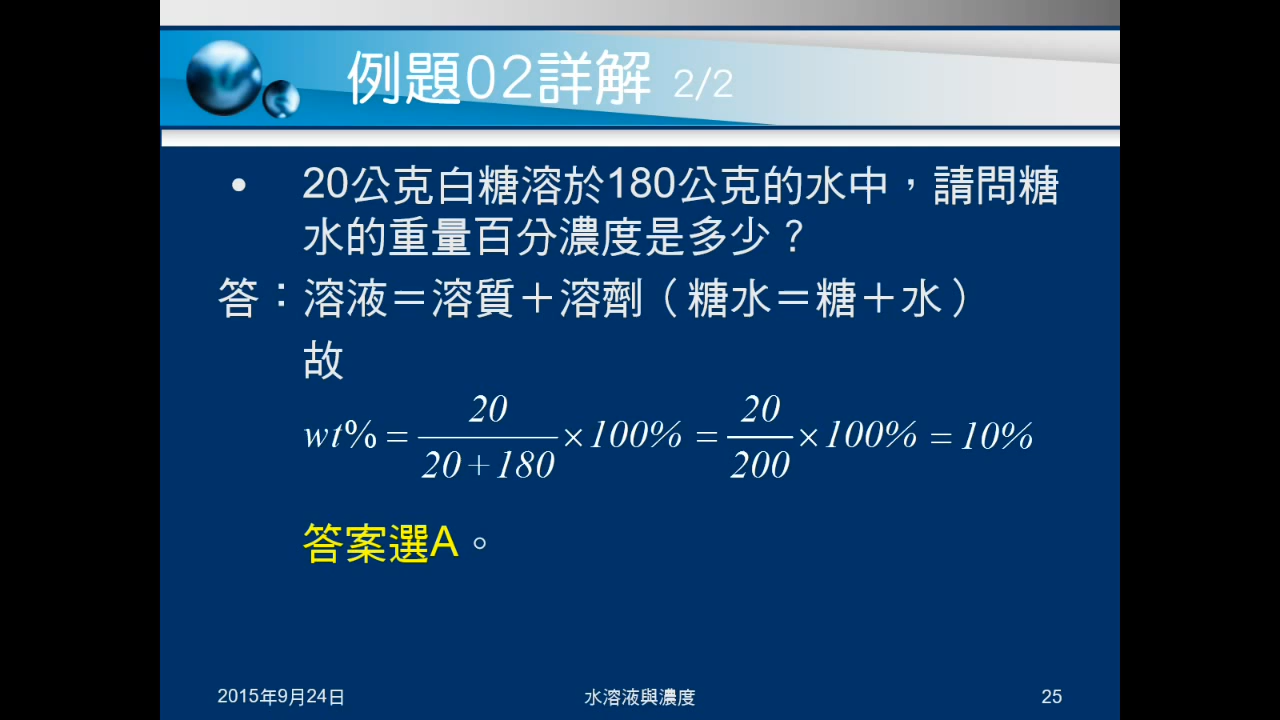 例題02詳解 2/2
• 20公克白糖溶於180公克的水中，請問糖
水的重量百分濃度是多少？
答：溶液＝溶質＋溶劑（糖水＝糖＋水）
故
wt% = 20/(20+180) ×100% = 20/200 ×100% = 10%
答案選A。
2015年9月24日 水溶液與濃度 25